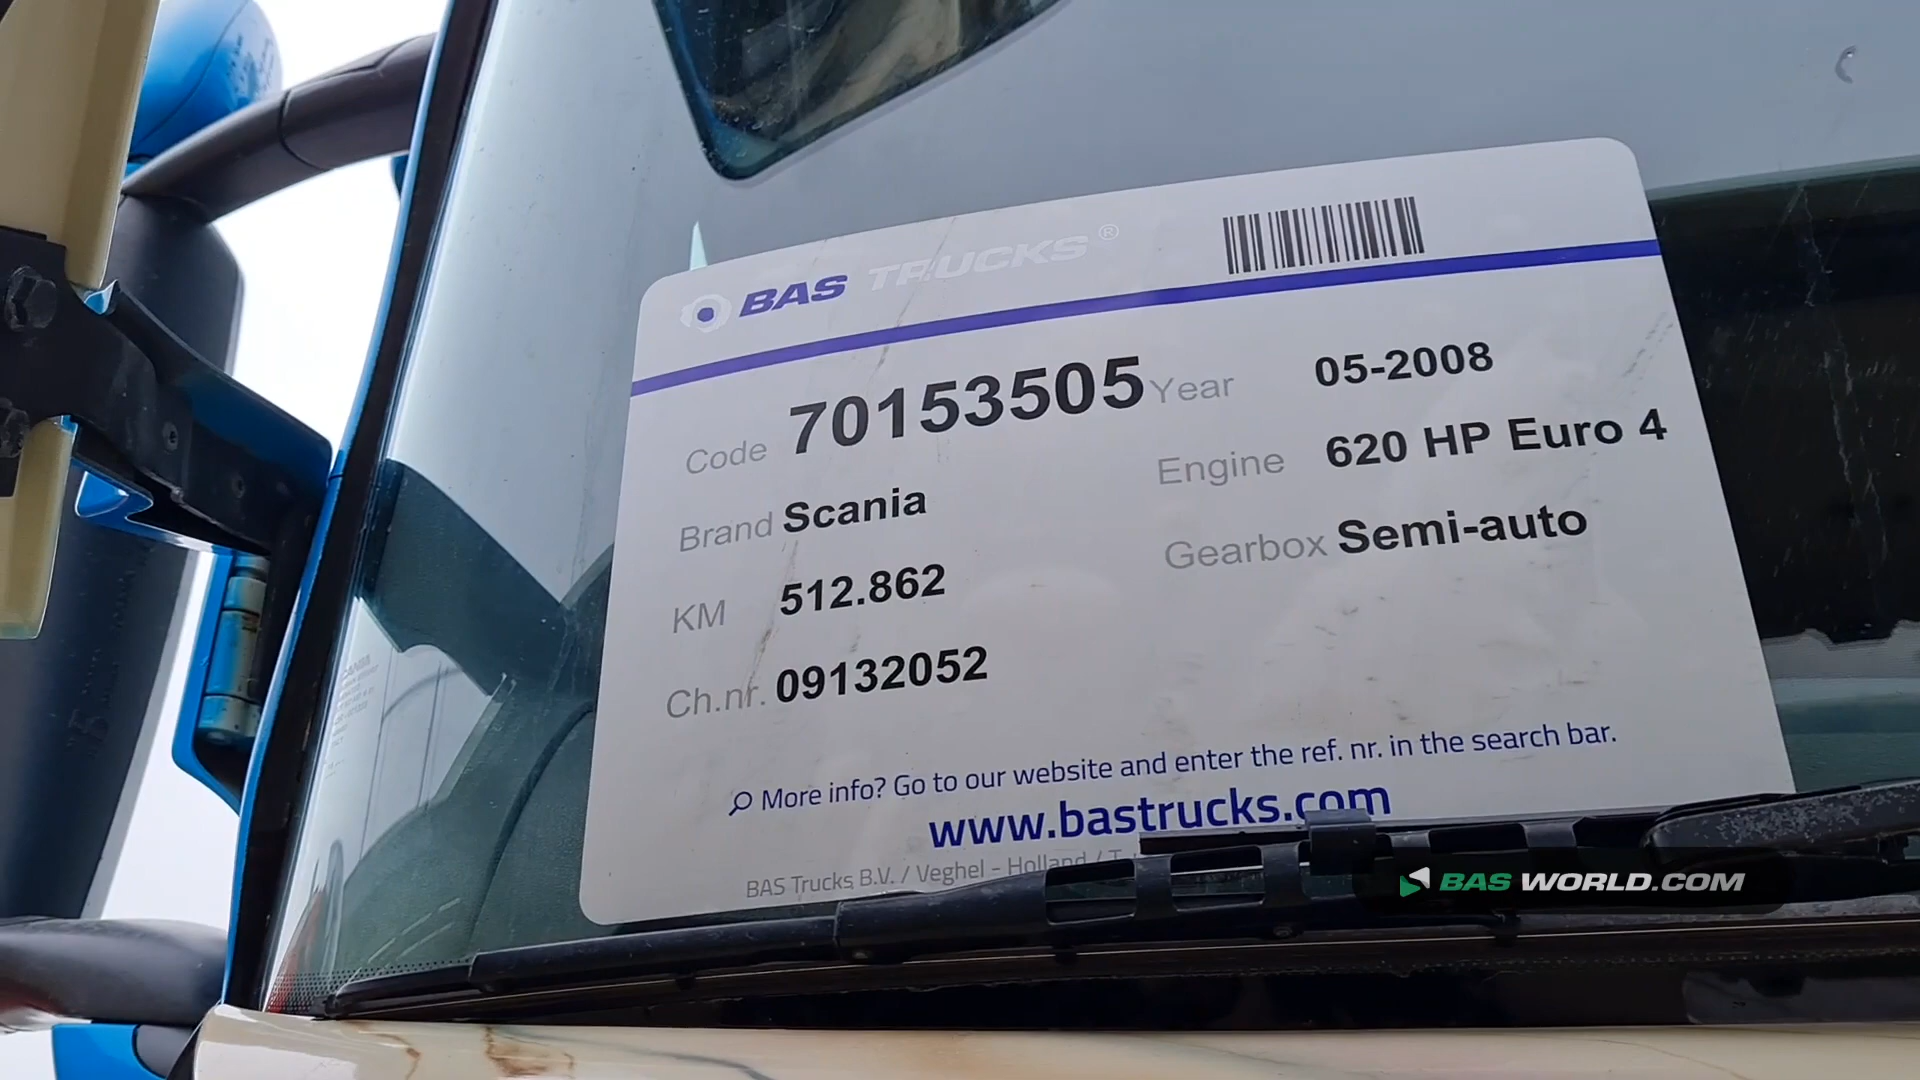 BAS TRUCKS®
Code 70153505
Year 05-2008
Brand Scania
Engine 620 HP Euro 4
KM 512.862
Gearbox Semi-auto
Ch.nr. 09132052
More info? Go to our website and enter the ref. nr. in the search bar.
www.bastrucks.com
BAS Trucks B.V. / Veghel - Holland /
BAS WORLD.COM